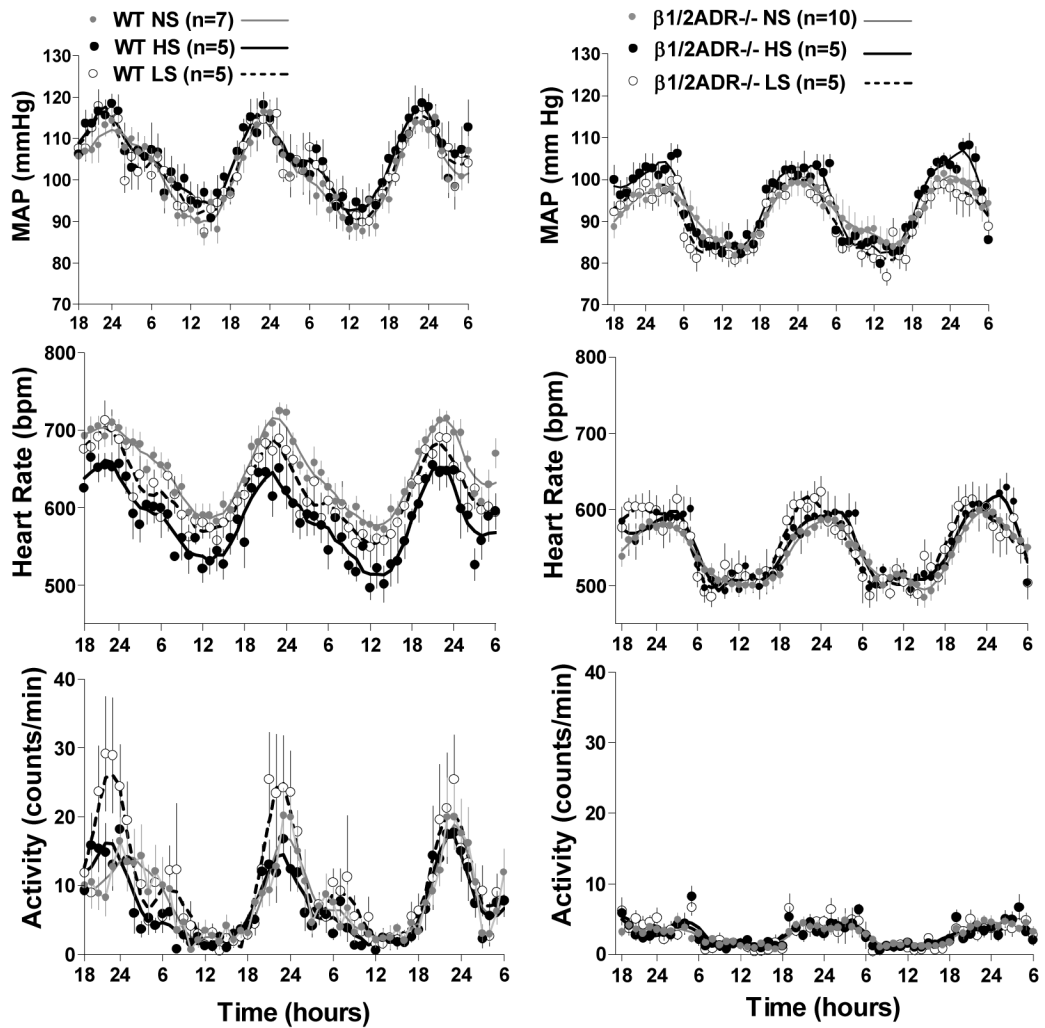 WT NS (n=7)
WT HS (n=5)
WT LS (n=5)
β1/2ADR-/- NS (n=10)
β1/2ADR-/- HS (n=5)
β1/2ADR-/- LS (n=5)
MAP (mmHg)
130
120
110
100
90
80
70
18 24 6 12 18 24 6 12 18 24 6
MAP (mm Hg)
130
120
110
100
90
80
70
18 24 6 12 18 24 6 12 18 24 6
Heart Rate (bpm)
800
700
600
500
18 24 6 12 18 24 6 12 18 24 6
Heart Rate (bpm)
800
700
600
500
18 24 6 12 18 24 6 12 18 24 6
Activity (counts/min)
40
30
20
10
0
18 24 6 12 18 24 6 12 18 24 6
Time (hours)
Activity (counts/min)
40
30
20
10
0
18 24 6 12 18 24 6 12 18 24 6
Time (hours)